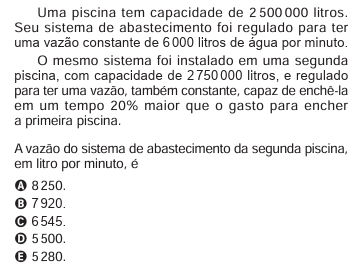 Uma piscina tem capacidade de 2 500 000 litros.
Seu sistema de abastecimento foi regulado para ter
uma vazão constante de 6 000 litros de água por minuto.
O mesmo sistema foi instalado em uma segunda
piscina, com capacidade de 2 750 000 litros, e regulado
para ter uma vazão, também constante, capaz de enchê-la
em um tempo 20% maior que o gasto para encher
a primeira piscina.
A vazão do sistema de abastecimento da segunda piscina,
em litro por minuto, é
A 8 250.
B 7 920.
C 6 545.
D 5 500.
E 5 280.